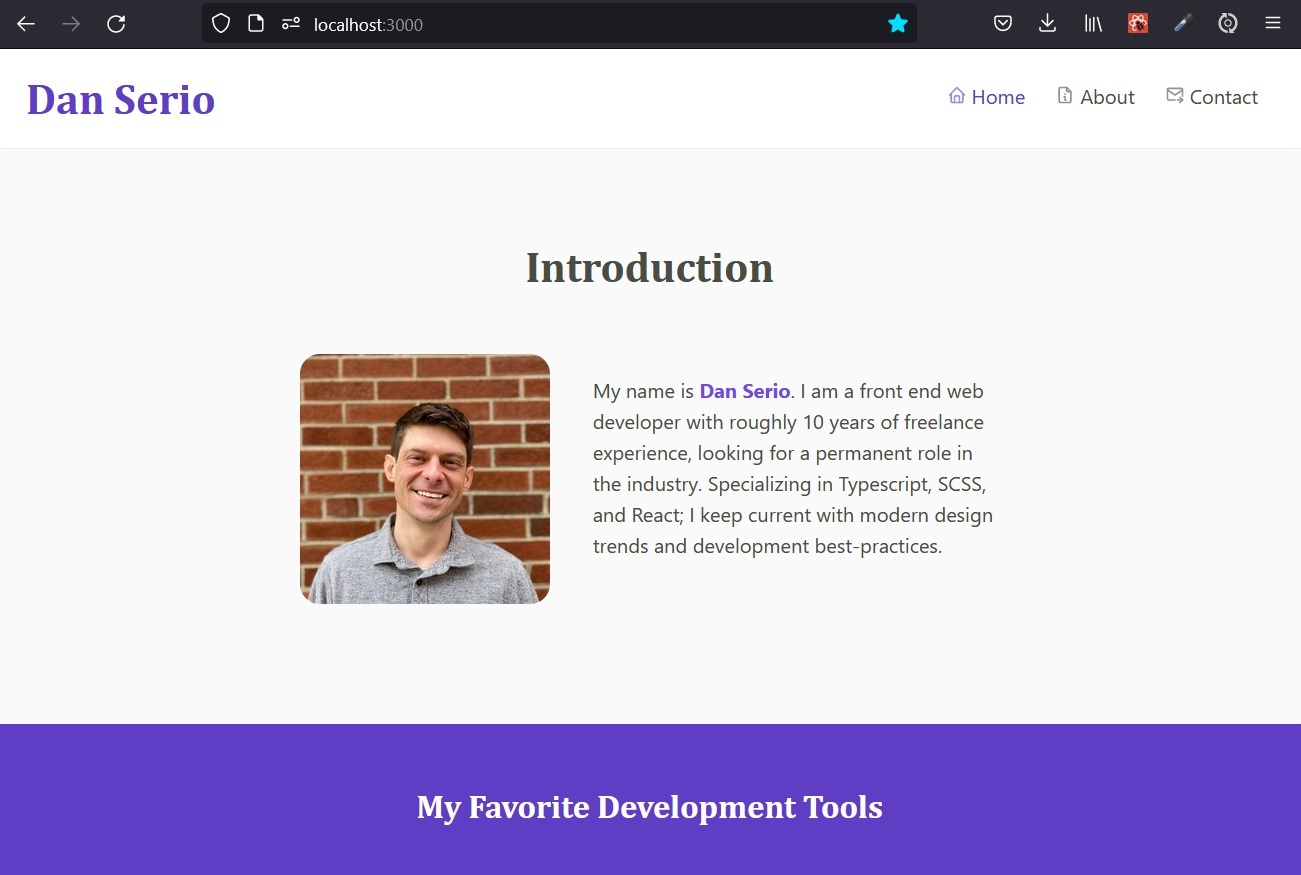 localhost:3000
Dan Serio
Home
About
Contact
Introduction
My name is Dan Serio. I am a front end web
developer with roughly 10 years of freelance
experience, looking for a permanent role in
the industry. Specializing in Typescript, SCSS,
and React; I keep current with modern design
trends and development best-practices.
My Favorite Development Tools